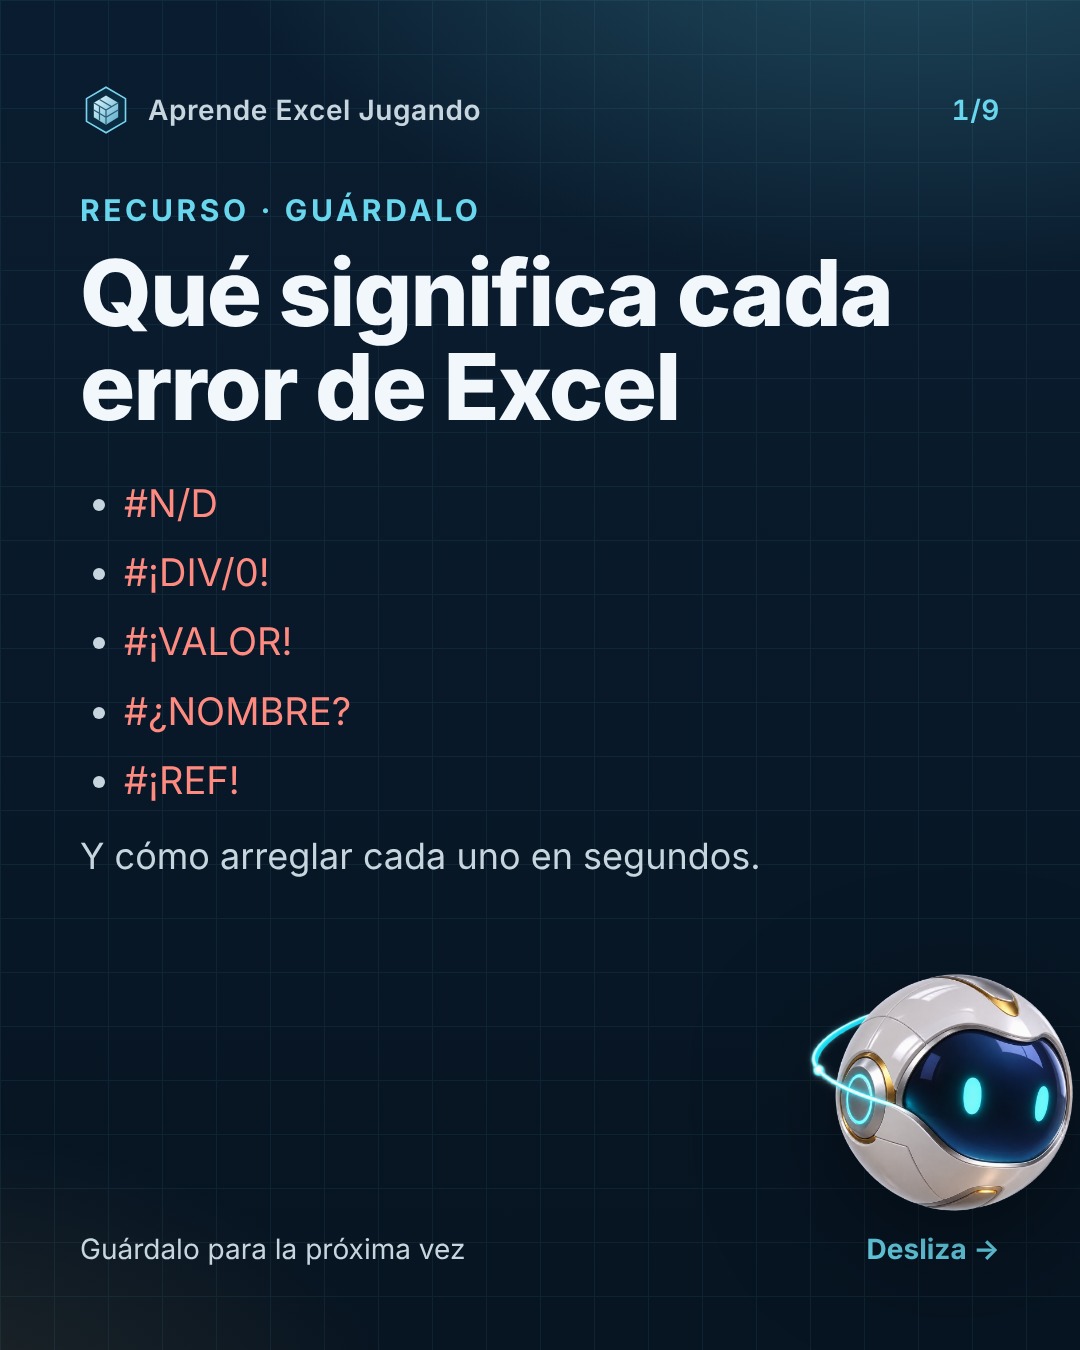 Aprende Excel Jugando
1/9
RECURSO · GUÁRDALO
Qué significa cada
error de Excel
• #N/D
• #¡DIV/0!
• #¡VALOR!
• #¿NOMBRE?
• #¡REF!
Y cómo arreglar cada uno en segundos.
Guárdalo para la próxima vez
Desliza →